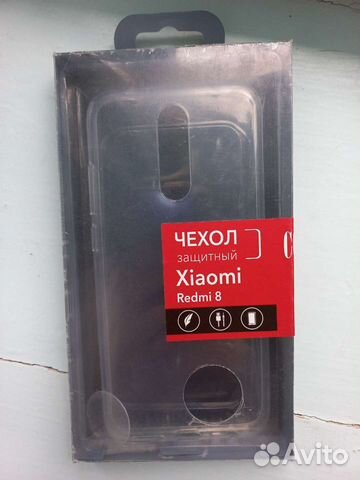 ЧЕХОЛ
защитный
Xiaomi
Redmi 8
C
Avito